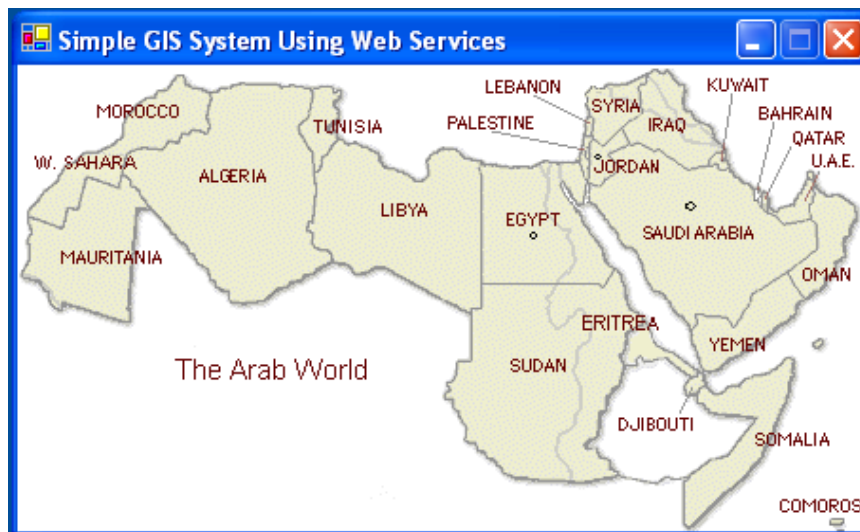 Simple GIS System Using Web Services
LEBANON
KUWAIT
MOROCCO
SYRIA
BAHRAIN
TUNISIA
PALESTINE
IRAQ
QATAR
W. SAHARA
ALGERIA
JORDAN
U.A.E.
LIBYA
EGYPT
SAUDI ARABIA
MAURITANIA
OMAN
ERITREA
YEMEN
The Arab World
SUDAN
DJIBOUTI
SOMALIA
COMOROS